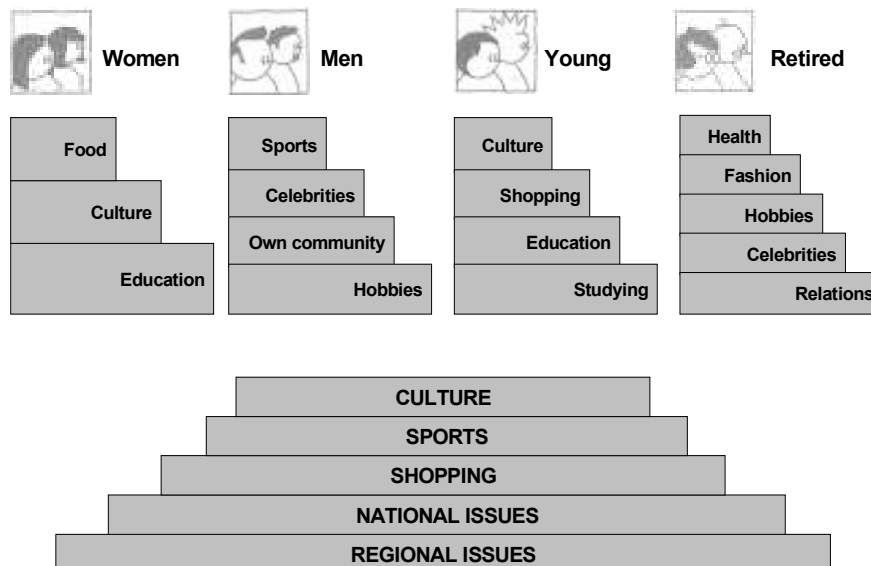 Women
Men
Young
Retired
Food
Culture
Education
Sports
Celebrities
Own community
Hobbies
Culture
Shopping
Education
Studying
Health
Fashion
Hobbies
Celebrities
Relations
CULTURE
SPORTS
SHOPPING
NATIONAL ISSUES
REGIONAL ISSUES